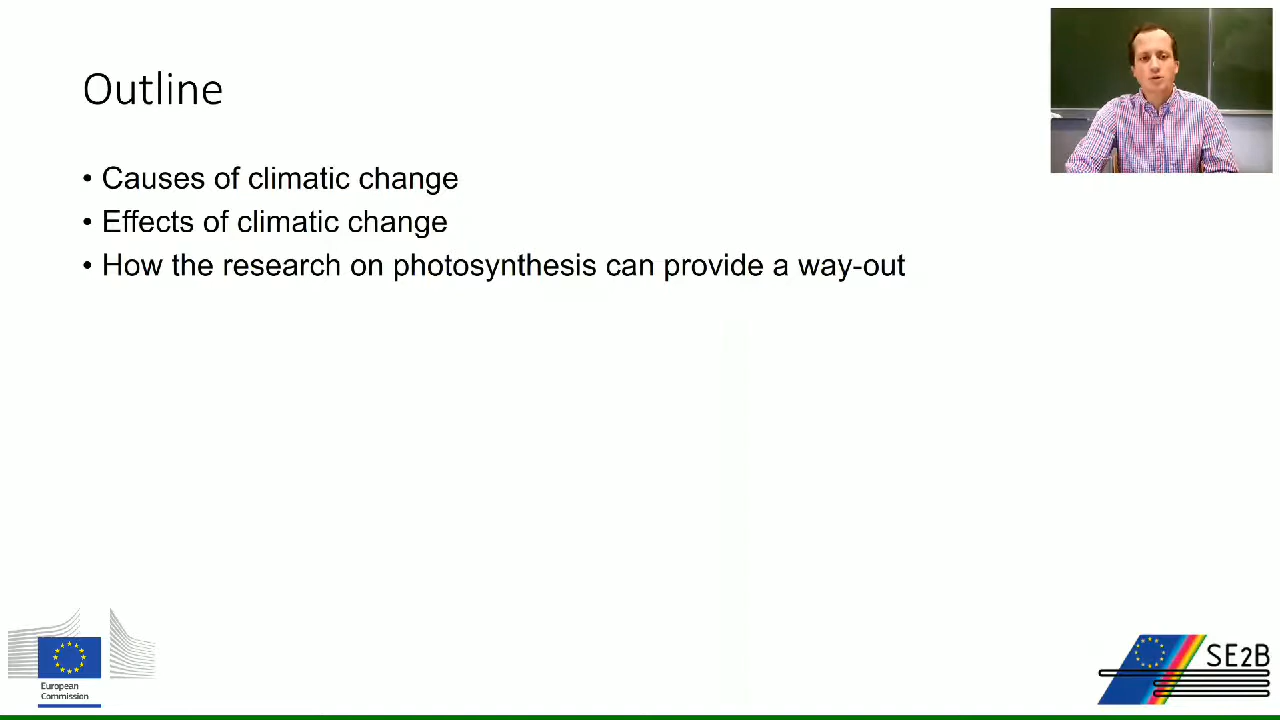 Outline
• Causes of climatic change
• Effects of climatic change
• How the research on photosynthesis can provide a way-out
European
Commission
SE2B